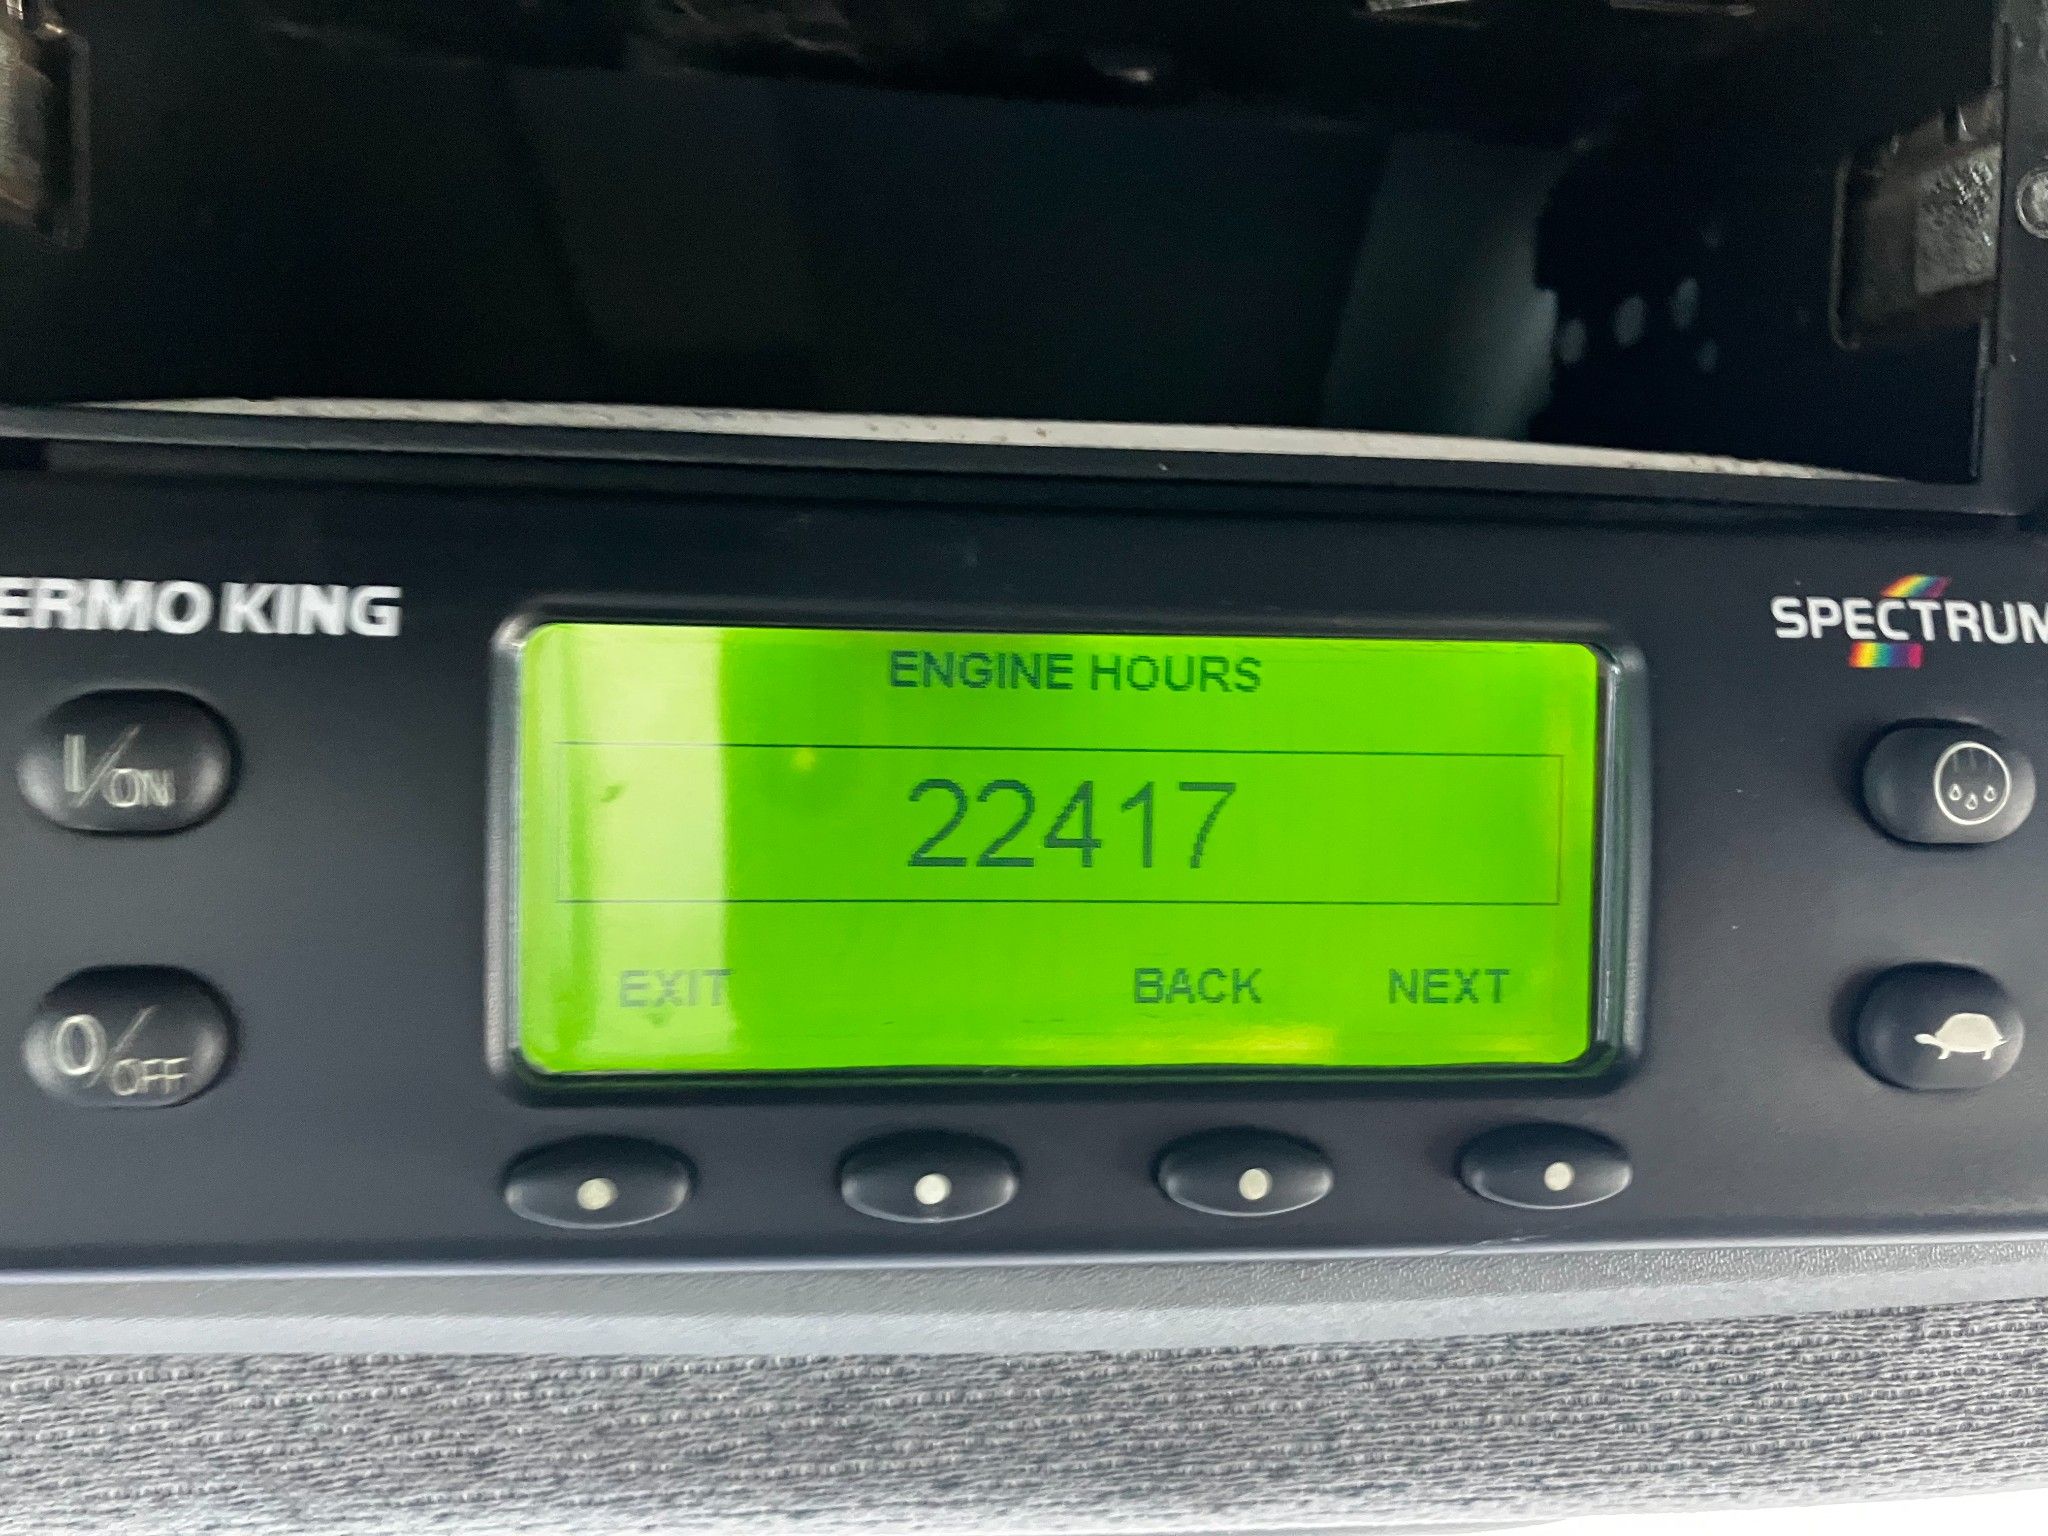 ERMO KING
SPECTRUM
I/ON
O/OFF
ENGINE HOURS
22417
EXIT BACK NEXT